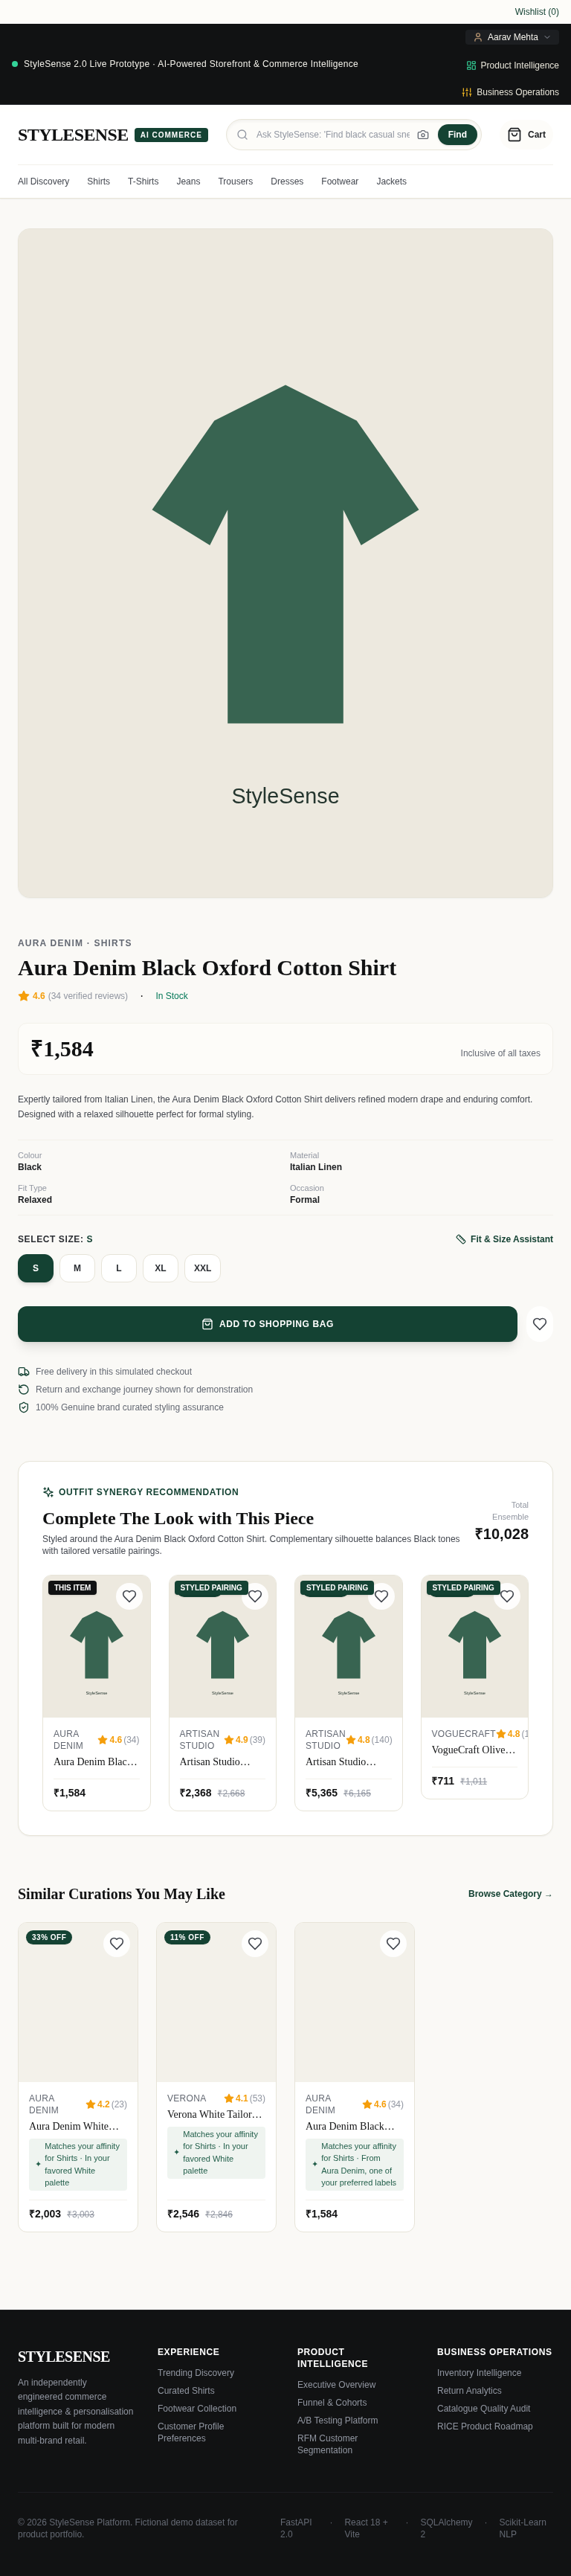 Wishlist (0)
Aarav Mehta
StyleSense 2.0 Live Prototype · AI-Powered Storefront & Commerce Intelligence
Product Intelligence
Business Operations
STYLESENSE
AI COMMERCE
Ask StyleSense: 'Find black casual sne
Find
Cart
All Discovery
Shirts
T-Shirts
Jeans
Trousers
Dresses
Footwear
Jackets
StyleSense
AURA DENIM · SHIRTS
Aura Denim Black Oxford Cotton Shirt
4.6 (34 verified reviews) · In Stock
₹1,584
Inclusive of all taxes
Expertly tailored from Italian Linen, the Aura Denim Black Oxford Cotton Shirt delivers refined modern drape and enduring comfort.
Designed with a relaxed silhouette perfect for formal styling.
Colour
Black
Material
Italian Linen
Fit Type
Relaxed
Occasion
Formal
SELECT SIZE: S
Fit & Size Assistant
S
M
L
XL
XXL
ADD TO SHOPPING BAG
Free delivery in this simulated checkout
Return and exchange journey shown for demonstration
100% Genuine brand curated styling assurance
OUTFIT SYNERGY RECOMMENDATION
Complete The Look with This Piece
Styled around the Aura Denim Black Oxford Cotton Shirt. Complementary silhouette balances Black tones
with tailored versatile pairings.
Total
Ensemble
₹10,028
THIS ITEM
StyleSense
AURA
DENIM
4.6 (34)
Aura Denim Blac…
₹1,584
STYLED PAIRING
StyleSense
ARTISAN
STUDIO
4.9 (39)
Artisan Studio…
₹2,368 ₹2,668
STYLED PAIRING
StyleSense
ARTISAN
STUDIO
4.8 (140)
Artisan Studio…
₹5,365 ₹6,165
STYLED PAIRING
StyleSense
VOGUECRAFT
4.8 (1
VogueCraft Olive…
₹711 ₹1,011
Similar Curations You May Like
Browse Category →
33% OFF
AURA
DENIM
4.2 (23)
Aura Denim White…
Matches your affinity
for Shirts · In your
favored White
palette
₹2,003 ₹3,003
11% OFF
VERONA
4.1 (53)
Verona White Tailor…
Matches your affinity
for Shirts · In your
favored White
palette
₹2,546 ₹2,846
AURA
DENIM
4.6 (34)
Aura Denim Black…
Matches your affinity
for Shirts · From
Aura Denim, one of
your preferred labels
₹1,584
STYLESENSE
An independently
engineered commerce
intelligence & personalisation
platform built for modern
multi-brand retail.
EXPERIENCE
Trending Discovery
Curated Shirts
Footwear Collection
Customer Profile
Preferences
PRODUCT
INTELLIGENCE
Executive Overview
Funnel & Cohorts
A/B Testing Platform
RFM Customer
Segmentation
BUSINESS OPERATIONS
Inventory Intelligence
Return Analytics
Catalogue Quality Audit
RICE Product Roadmap
© 2026 StyleSense Platform. Fictional demo dataset for
product portfolio.
FastAPI
2.0
·
React 18 +
Vite
·
SQLAlchemy
2
·
Scikit-Learn
NLP